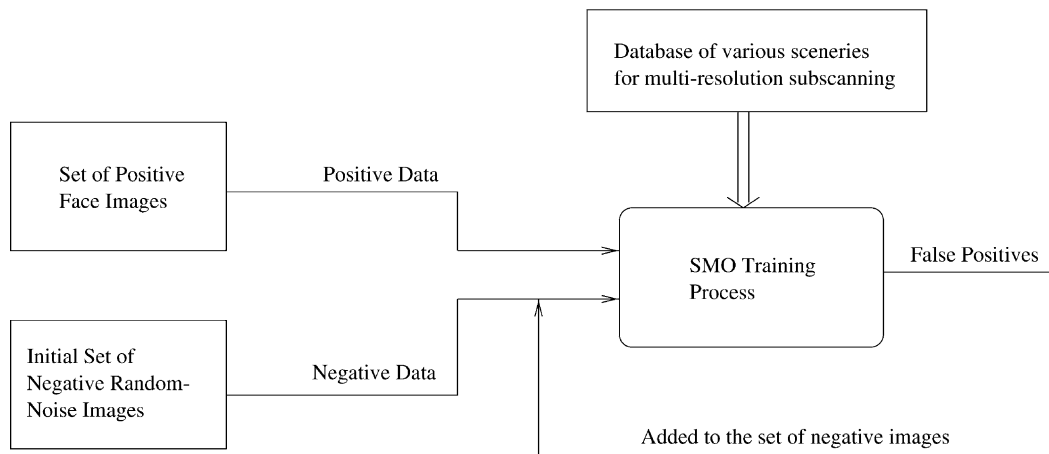 Database of various sceneries
for multi-resolution subscanning
Set of Positive
Face Images
Positive Data
SMO Training
Process
False Positives
Initial Set of
Negative Random-
Noise Images
Negative Data
Added to the set of negative images